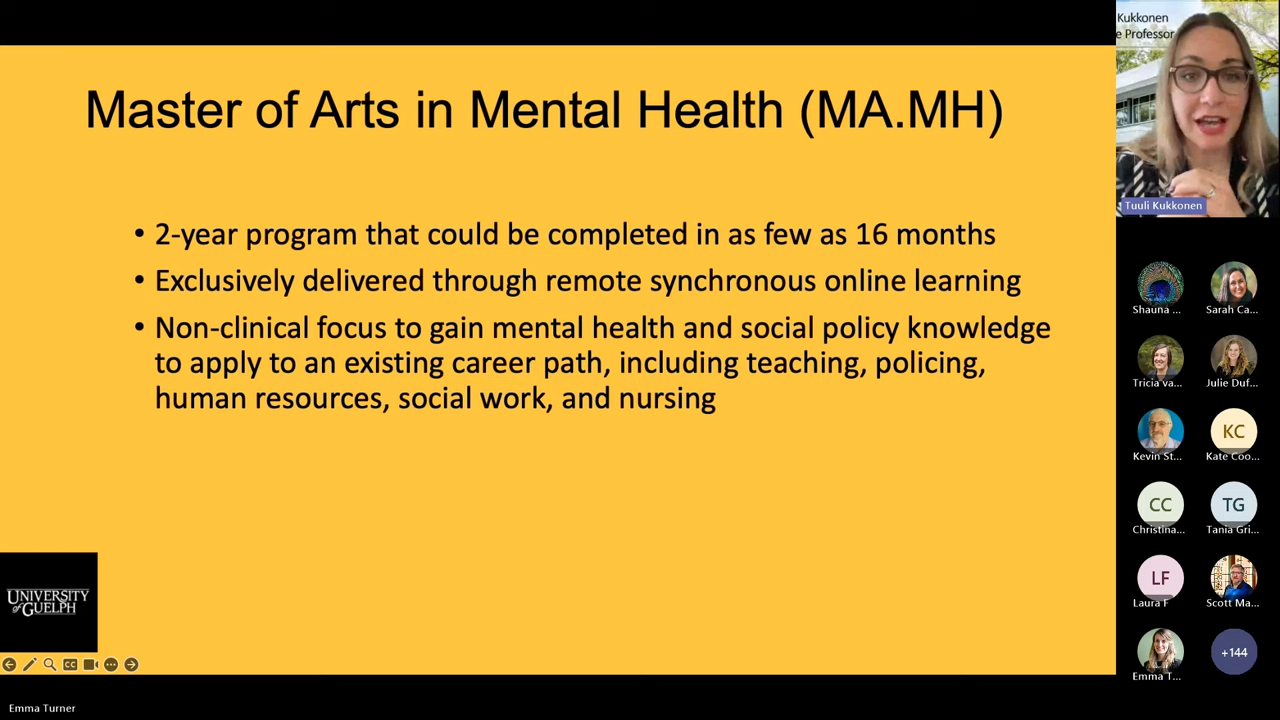 Master of Arts in Mental Health (MA.MH)
• 2-year program that could be completed in as few as 16 months
• Exclusively delivered through remote synchronous online learning
• Non-clinical focus to gain mental health and social policy knowledge
to apply to an existing career path, including teaching, policing,
human resources, social work, and nursing
UNIVERSITY
of GUELPH
CC
Emma Turner
Kukkonen
e Professor
Tuuli Kukkonen
Shauna ...
Sarah Ca...
Tricia va...
Julie Duf...
Kevin St...
KC
Kate Coo...
CC
Christina...
TG
Tania Gri...
LF
Laura F
Scott Ma...
Emma T...
+144